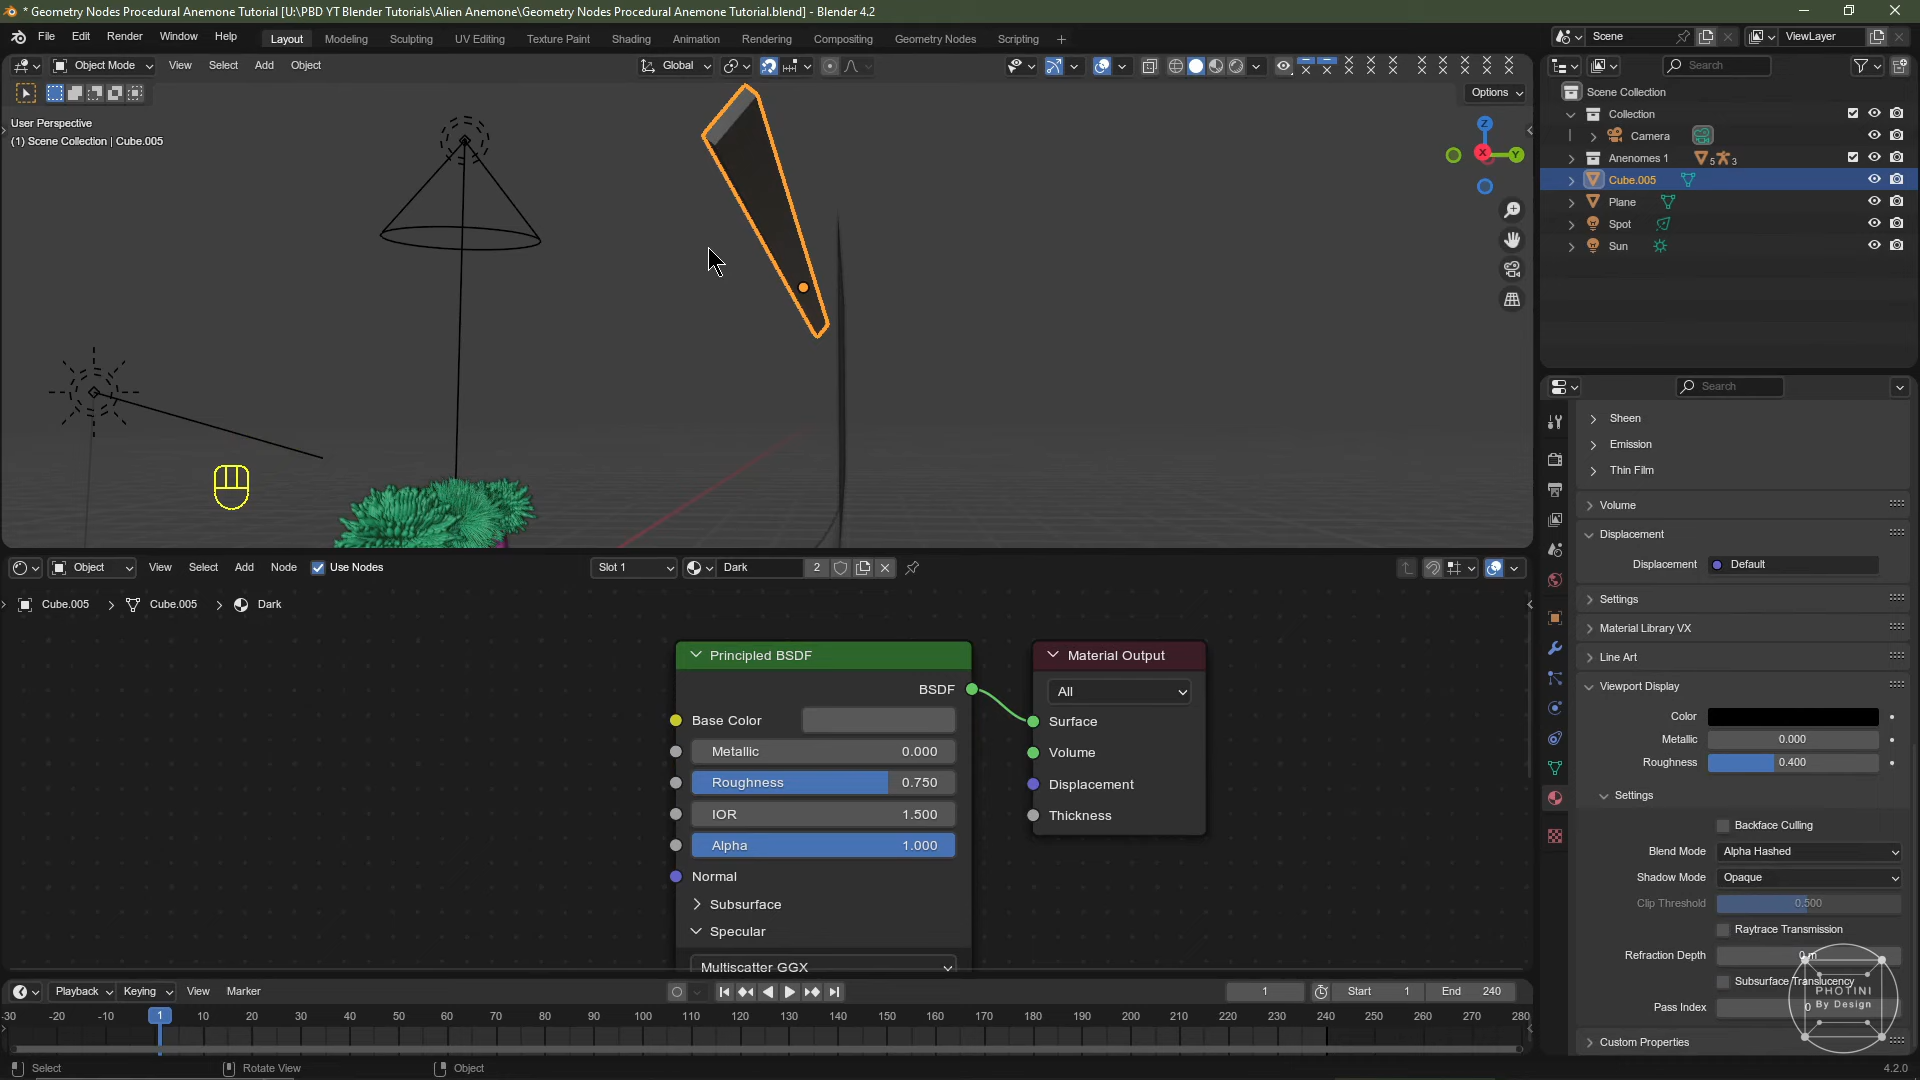 * Geometry Nodes Procedural Anemone Tutorial [U:\PBD YT Blender Tutorials\Alien Anemone\Geometry Nodes Procedural Anemone Tutorial.blend] - Blender 4.2
File Edit Render Window Help
Layout Modeling Sculpting UV Editing Texture Paint Shading Animation Rendering Compositing Geometry Nodes Scripting +
Scene
ViewLayer
Object Mode View Select Add Object
Global
Options
User Perspective
(1) Scene Collection | Cube.005
Z
X
Y
Search
Scene Collection
Collection
Camera
Anenomes 1 5 3
Cube.005
Plane
Spot
Sun
Search
Sheen
Emission
Thin Film
Volume
Displacement
Displacement Default
Settings
Material Library VX
Line Art
Viewport Display
Color
Metallic 0.000
Roughness 0.400
Settings
Backface Culling
Blend Mode Alpha Hashed
Shadow Mode Opaque
Clip Threshold 0.500
Raytrace Transmission
Refraction Depth 0 m
Subsurface Translucency
Pass Index 0
Custom Properties
PHOTINI
By Design
Object View Select Add Node Use Nodes
Slot 1
Dark 2
Cube.005 > Cube.005 > Dark
Principled BSDF
BSDF
Base Color
Metallic 0.000
Roughness 0.750
IOR 1.500
Alpha 1.000
Normal
Subsurface
Specular
Multiscatter GGX
Material Output
All
Surface
Volume
Displacement
Thickness
Playback Keying View Marker
1
Start 1
End 240
-30 -20 -10 1 10 20 30 40 50 60 70 80 90 100 110 120 130 140 150 160 170 180 190 200 210 220 230 240 250 260 270 280
Select Rotate View Object
4.2.0